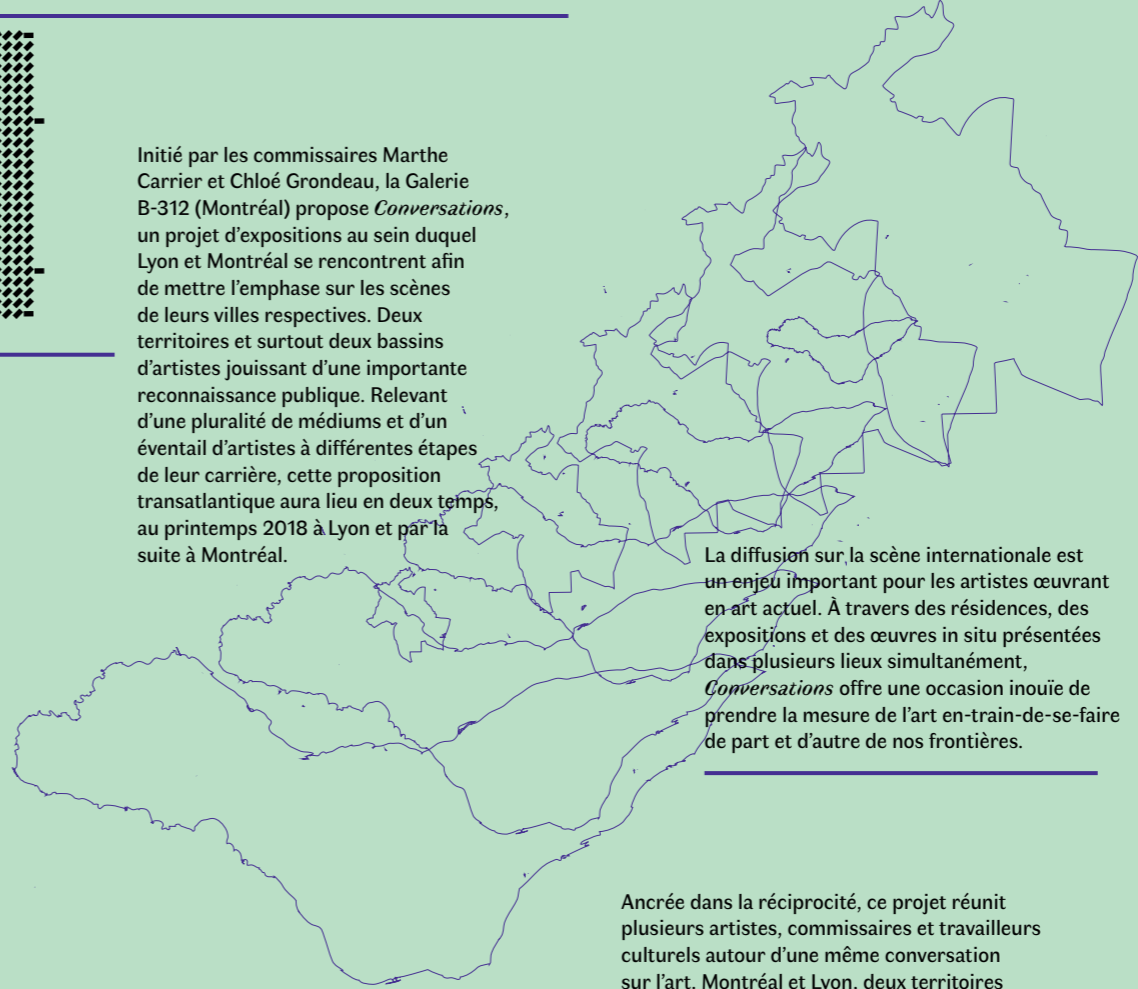 Initié par les commissaires Marthe
Carrier et Chloé Grondeau, la Galerie
B-312 (Montréal) propose Conversations,
un projet d’expositions au sein duquel
Lyon et Montréal se rencontrent afin
de mettre l’emphase sur les scènes
de leurs villes respectives. Deux
territoires et surtout deux bassins
d’artistes jouissant d’une importante
reconnaissance publique. Relevant
d’une pluralité de médiums et d’un
éventail d’artistes à différentes étapes
de leur carrière, cette proposition
transatlantique aura lieu en deux temps,
au printemps 2018 à Lyon et par la
suite à Montréal.
La diffusion sur la scène internationale est
un enjeu important pour les artistes œuvrant
en art actuel. À travers des résidences, des
expositions et des œuvres in situ présentées
dans plusieurs lieux simultanément,
Conversations offre une occasion inouïe de
prendre la mesure de l’art en-train-de-se-faire
de part et d’autre de nos frontières.
Ancrée dans la réciprocité, ce projet réunit
plusieurs artistes, commissaires et travailleurs
culturels autour d’une même conversation
sur l’art. Montréal et Lyon, deux territoires